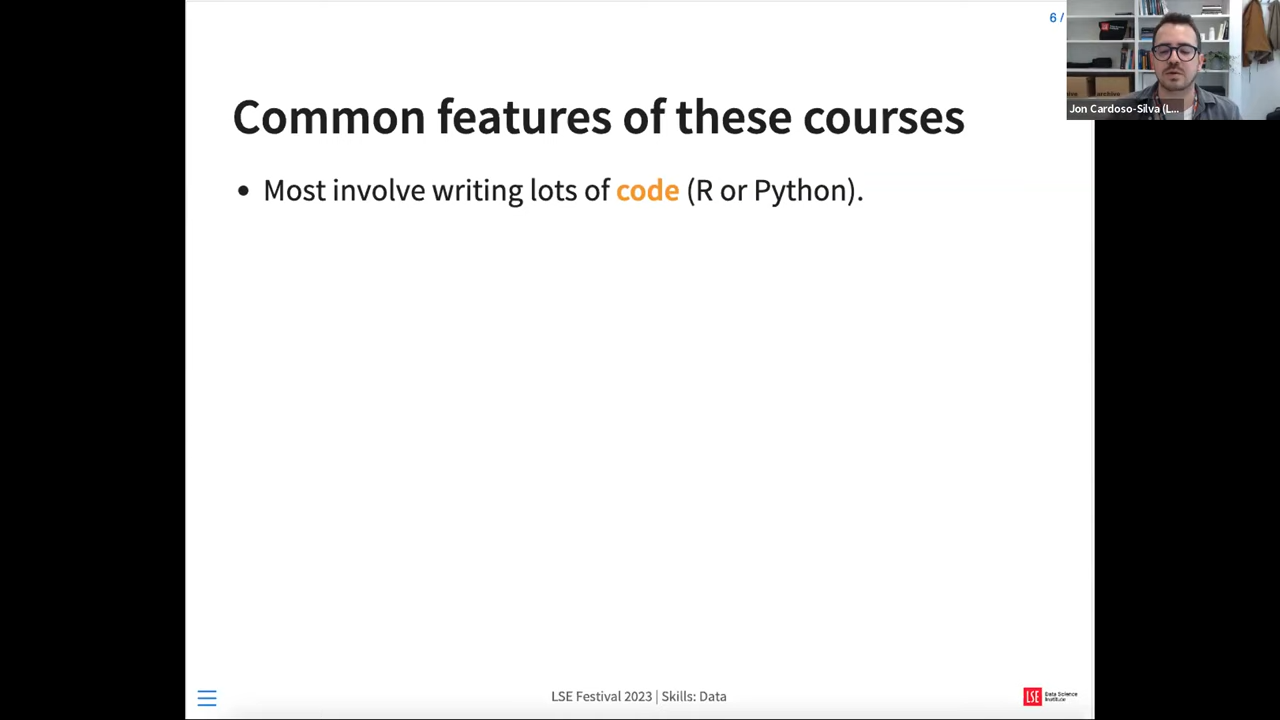 6 /
Jon Cardoso-Silva (L...
Common features of these courses
• Most involve writing lots of code (R or Python).
LSE Festival 2023 | Skills: Data
LSE
Data Science
Institute